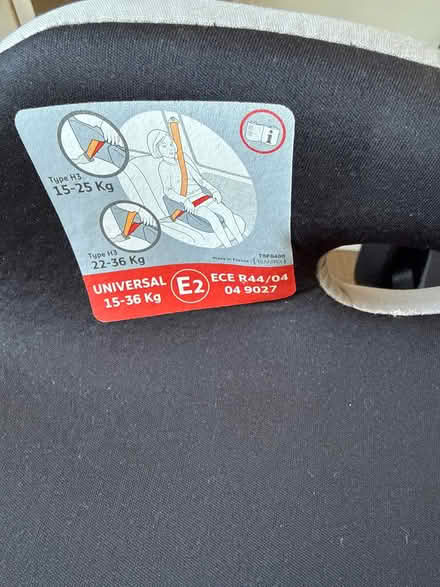 Type H3
15-25 Kg
Type H3
22-36 Kg
Made in France
UNIVERSAL
15-36 Kg
E2
ECE R44/04
04 9027